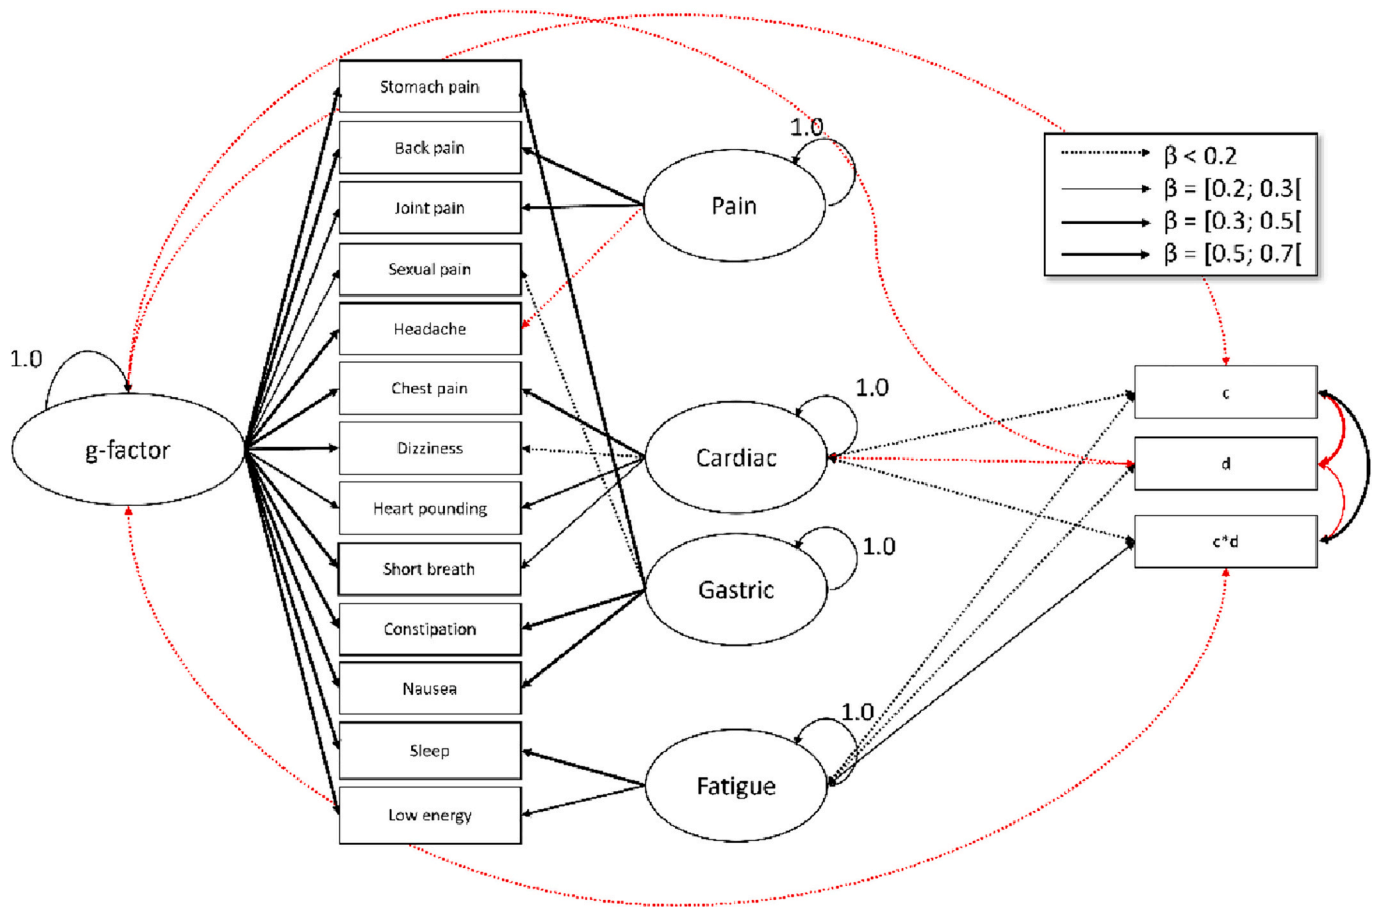 Stomach pain
Back pain
Joint pain
Sexual pain
Headache
Chest pain
Dizziness
Heart pounding
Short breath
Constipation
Nausea
Sleep
Low energy
1.0
g-factor
1.0
Pain
1.0
Cardiac
1.0
Gastric
1.0
Fatigue
β < 0.2
β = [0.2; 0.3[
β = [0.3; 0.5[
β = [0.5; 0.7[
c
d
c*d